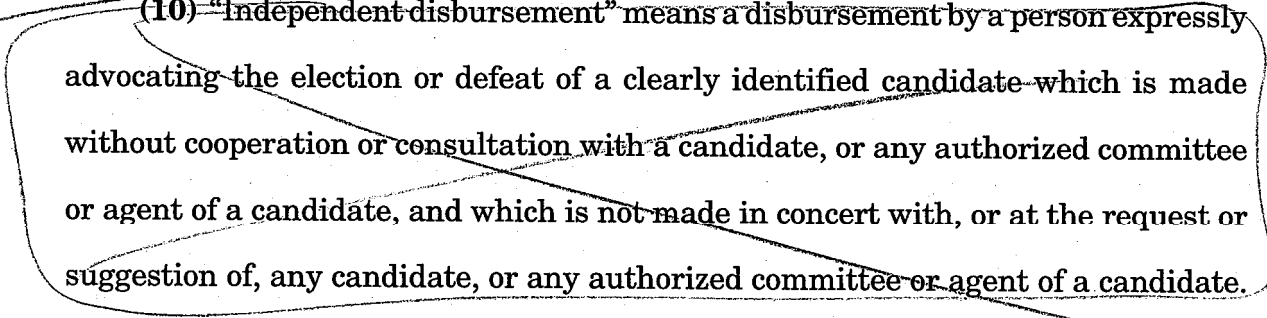 (10) “Independent disbursement” means a disbursement by a person expressly
advocating the election or defeat of a clearly identified candidate which is made
without cooperation or consultation with a candidate, or any authorized committee
or agent of a candidate, and which is not made in concert with, or at the request or
suggestion of, any candidate, or any authorized committee or agent of a candidate.